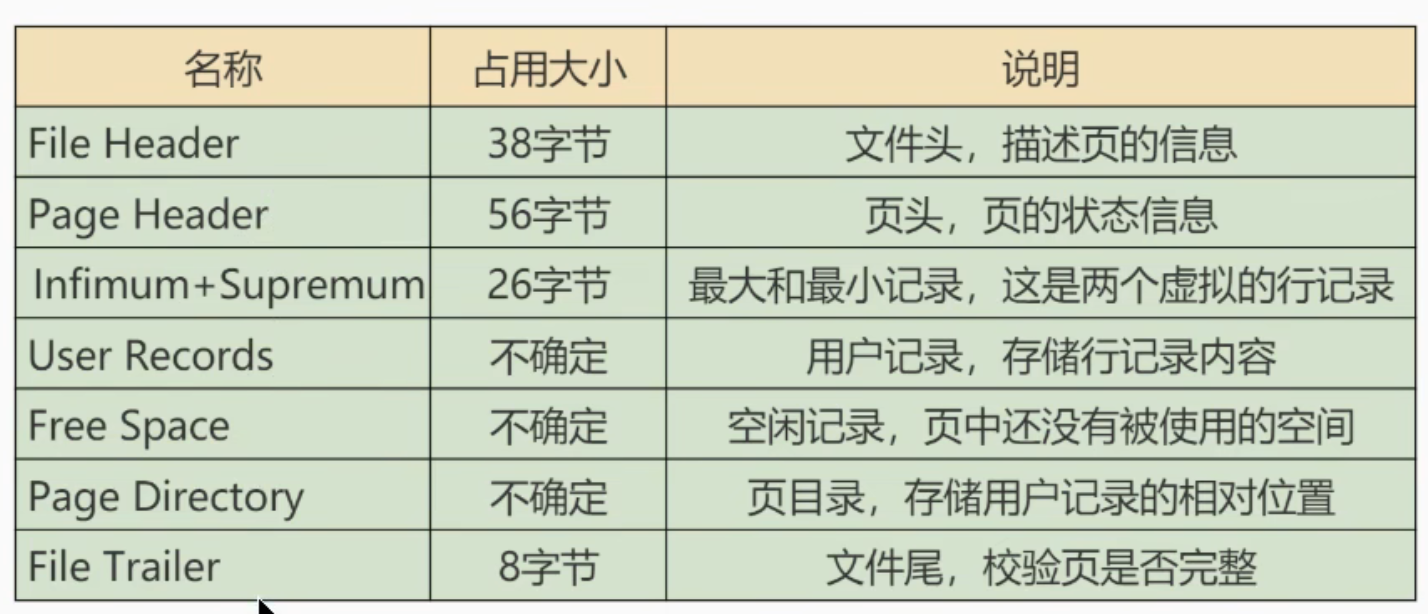 名称 占用大小 说明
File Header 38字节 文件头，描述页的信息
Page Header 56字节 页头，页的状态信息
Infimum+Supremum 26字节 最大和最小记录，这是两个虚拟的行记录
User Records 不确定 用户记录，存储行记录内容
Free Space 不确定 空闲记录，页中还没有被使用的空间
Page Directory 不确定 页目录，存储用户记录的相对位置
File Trailer 8字节 文件尾，校验页是否完整